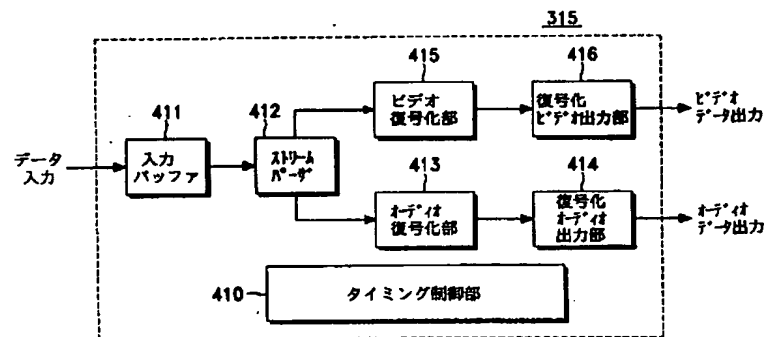 315
415
416
411
412
ビデオ
復号化部
復号化
ビデオ出力部
ビデオ
データ出力
データ
入力
入力
バッファ
ストリーム
パーザ
413
414
オーディオ
復号化部
復号化
オーディオ
出力部
オーディオ
データ出力
410
タイミング制御部